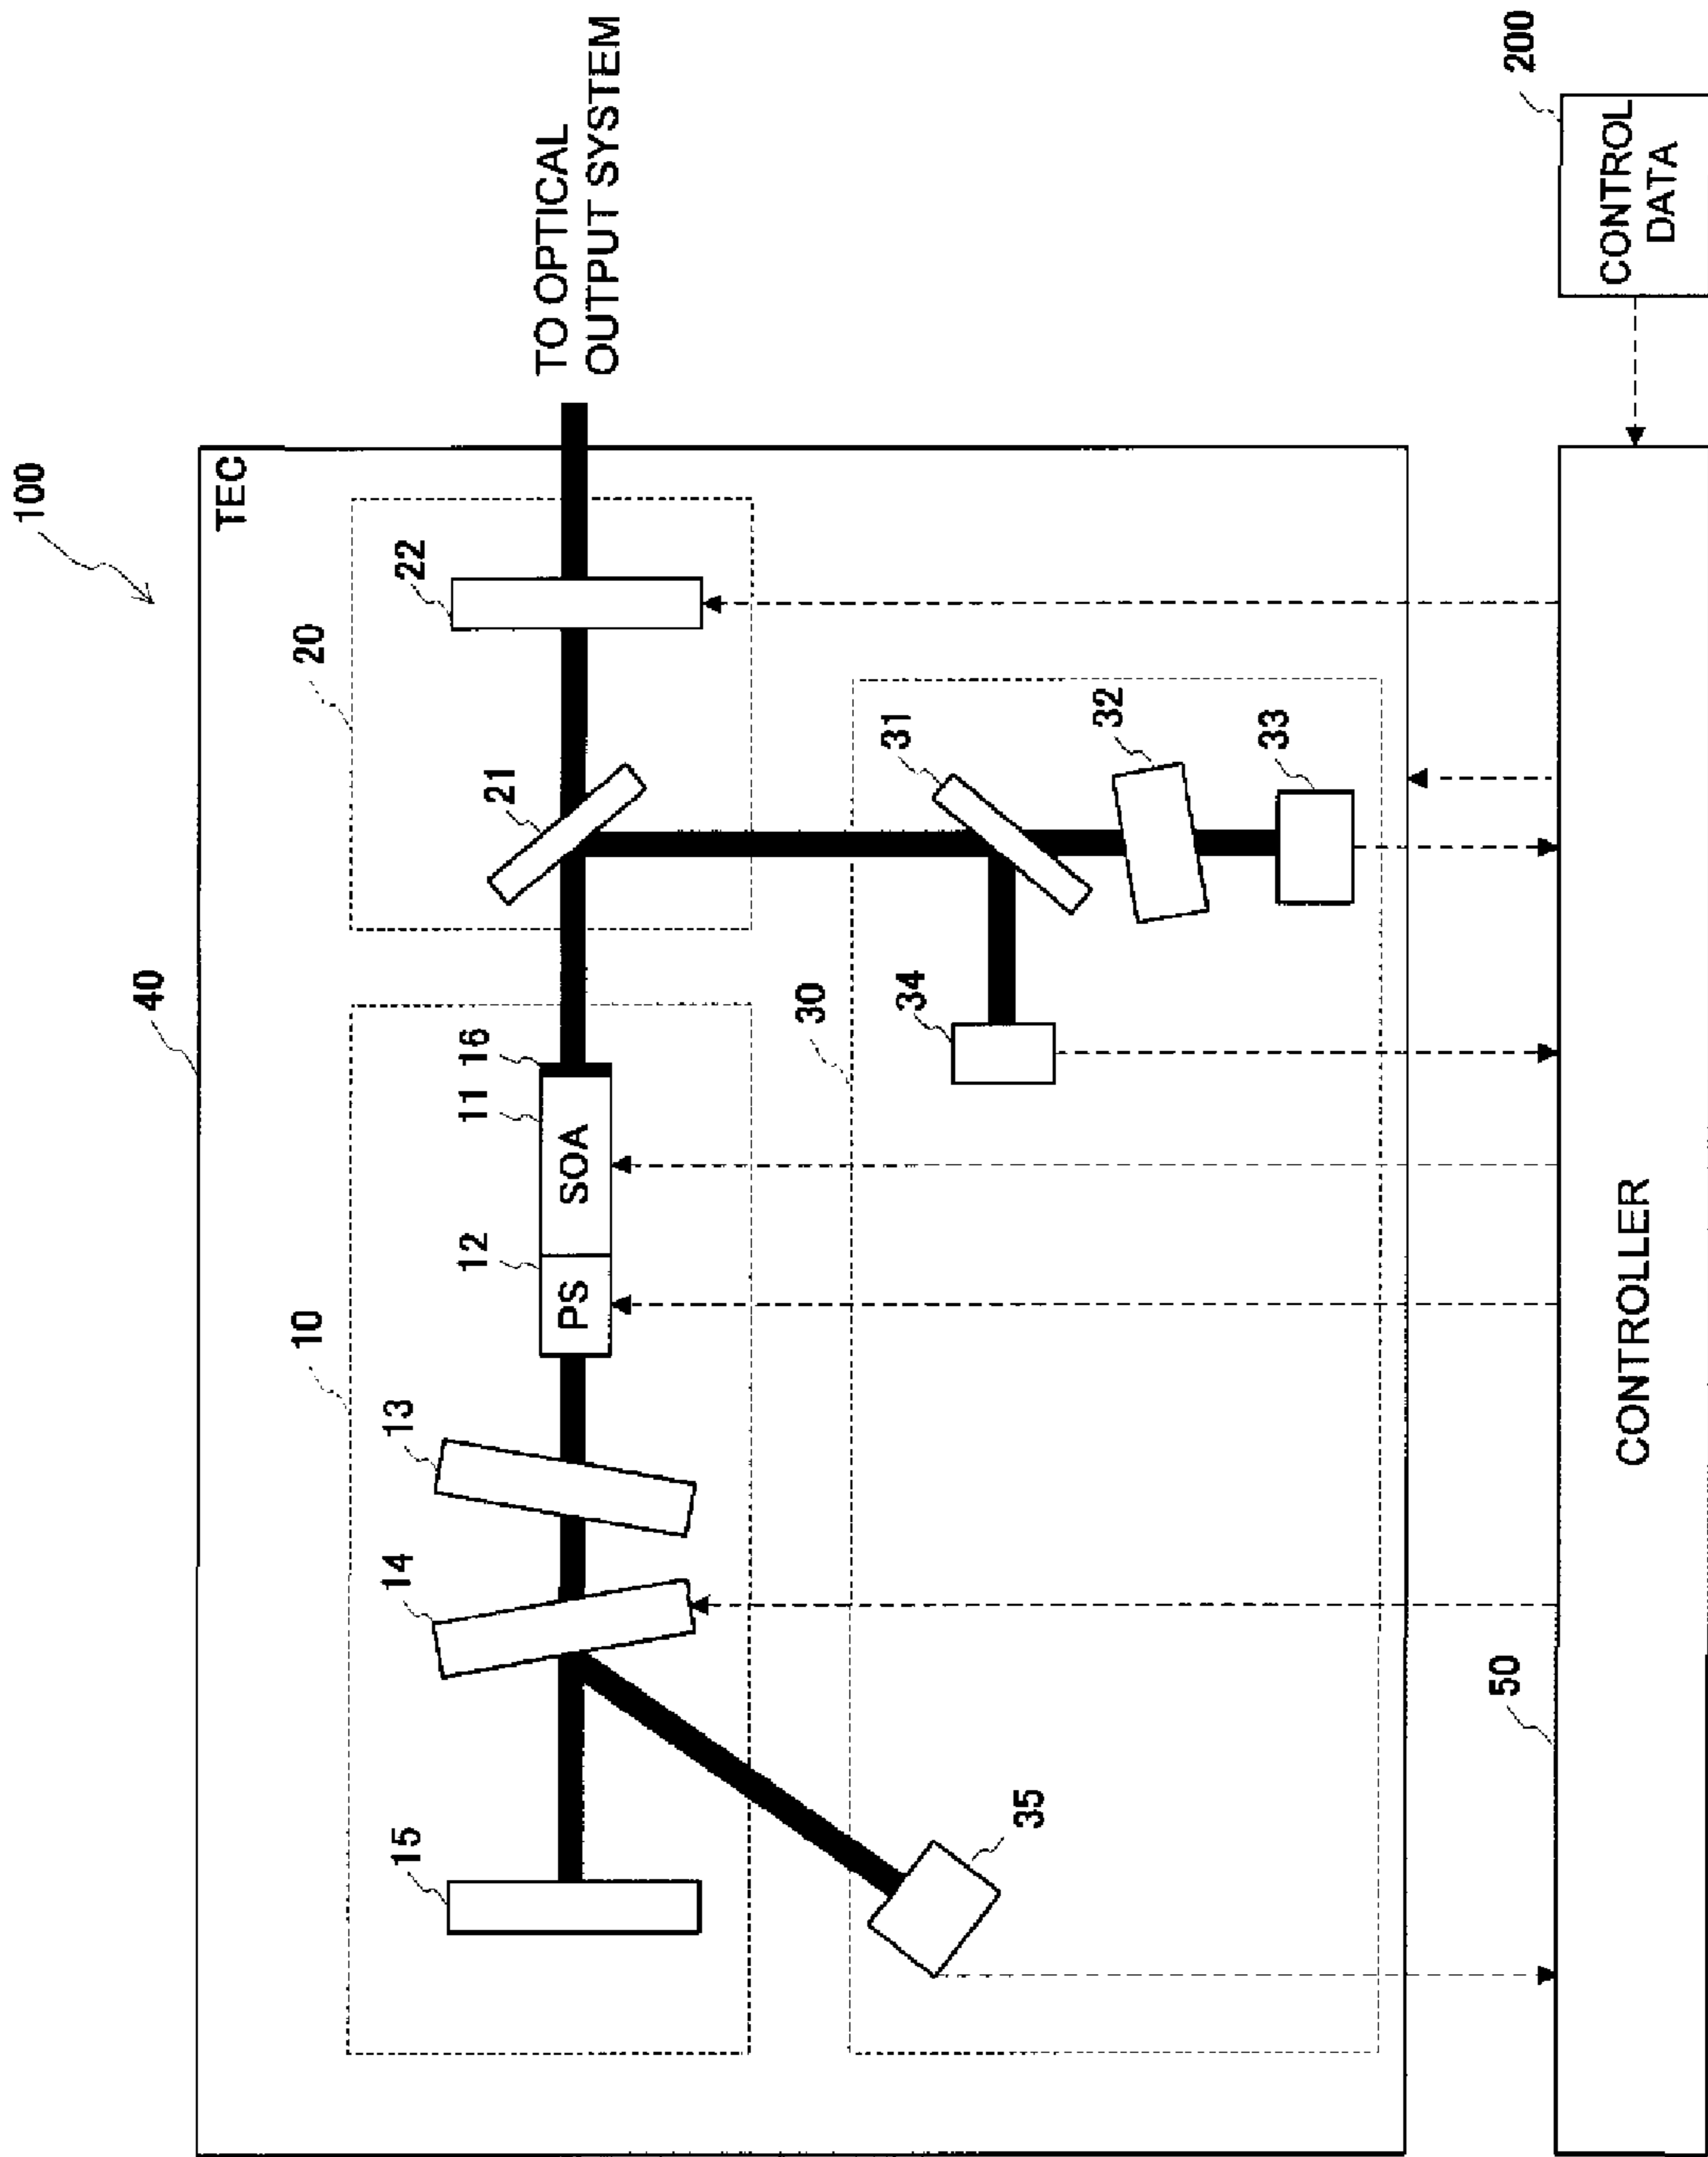 100
40
TEC
10
20
15
14
13
12
11
16
21
22
PS
SOA
TO OPTICAL
OUTPUT SYSTEM
30
35
34
31
32
33
50
CONTROLLER
200
CONTROL
DATA